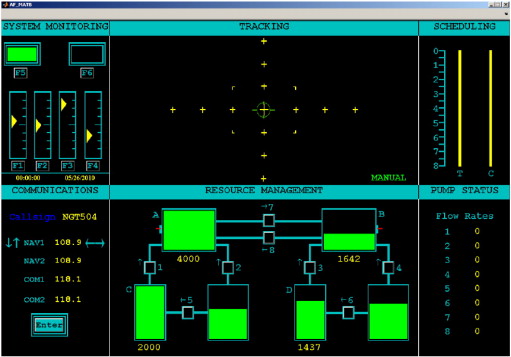 AF_MATB
SYSTEM MONITORING
F5 F6
F1 F2 F3 F4
00:00:00 05/26/2010
TRACKING
MANUAL
SCHEDULING
0
1
2
3
4
5
6
7
8
T C
COMMUNICATIONS
Callsign NGT504
↓↑ NAV1 108.9 ↔
NAV2 108.9
COM1 118.1
COM2 118.1
Enter
RESOURCE MANAGEMENT
→7
A B
←8
4000 1642
↑ 1 ↑ 2 ↑ 3 ↑ 4
C D
←5 ←6
2000 1437
PUMP STATUS
Flow Rates
1 0
2 0
3 0
4 0
5 0
6 0
7 0
8 0